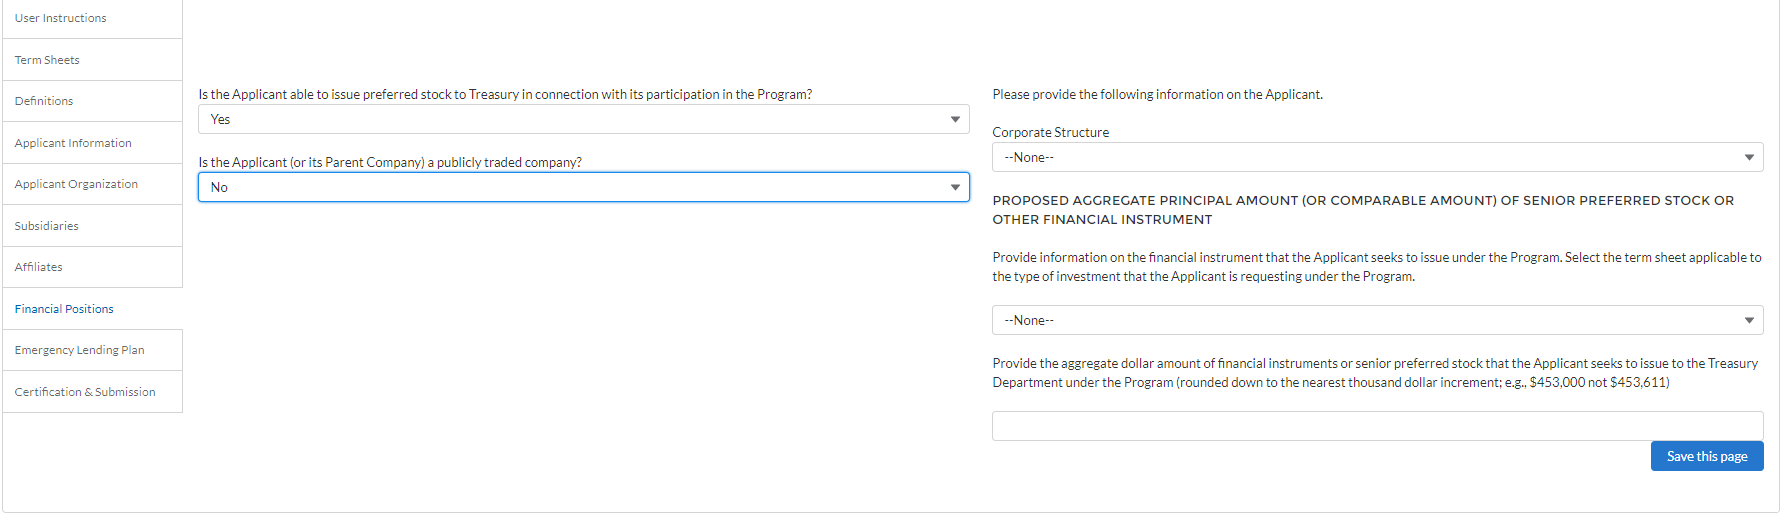 User Instructions
Term Sheets
Definitions
Applicant Information
Applicant Organization
Subsidiaries
Affiliates
Financial Positions
Emergency Lending Plan
Certification & Submission
Is the Applicant able to issue preferred stock to Treasury in connection with its participation in the Program?
Yes
Is the Applicant (or its Parent Company) a publicly traded company?
No
Please provide the following information on the Applicant.
Corporate Structure
--None--
PROPOSED AGGREGATE PRINCIPAL AMOUNT (OR COMPARABLE AMOUNT) OF SENIOR PREFERRED STOCK OR
OTHER FINANCIAL INSTRUMENT
Provide information on the financial instrument that the Applicant seeks to issue under the Program. Select the term sheet applicable to
the type of investment that the Applicant is requesting under the Program.
--None--
Provide the aggregate dollar amount of financial instruments or senior preferred stock that the Applicant seeks to issue to the Treasury
Department under the Program (rounded down to the nearest thousand dollar increment; e.g., $453,000 not $453,611)
Save this page